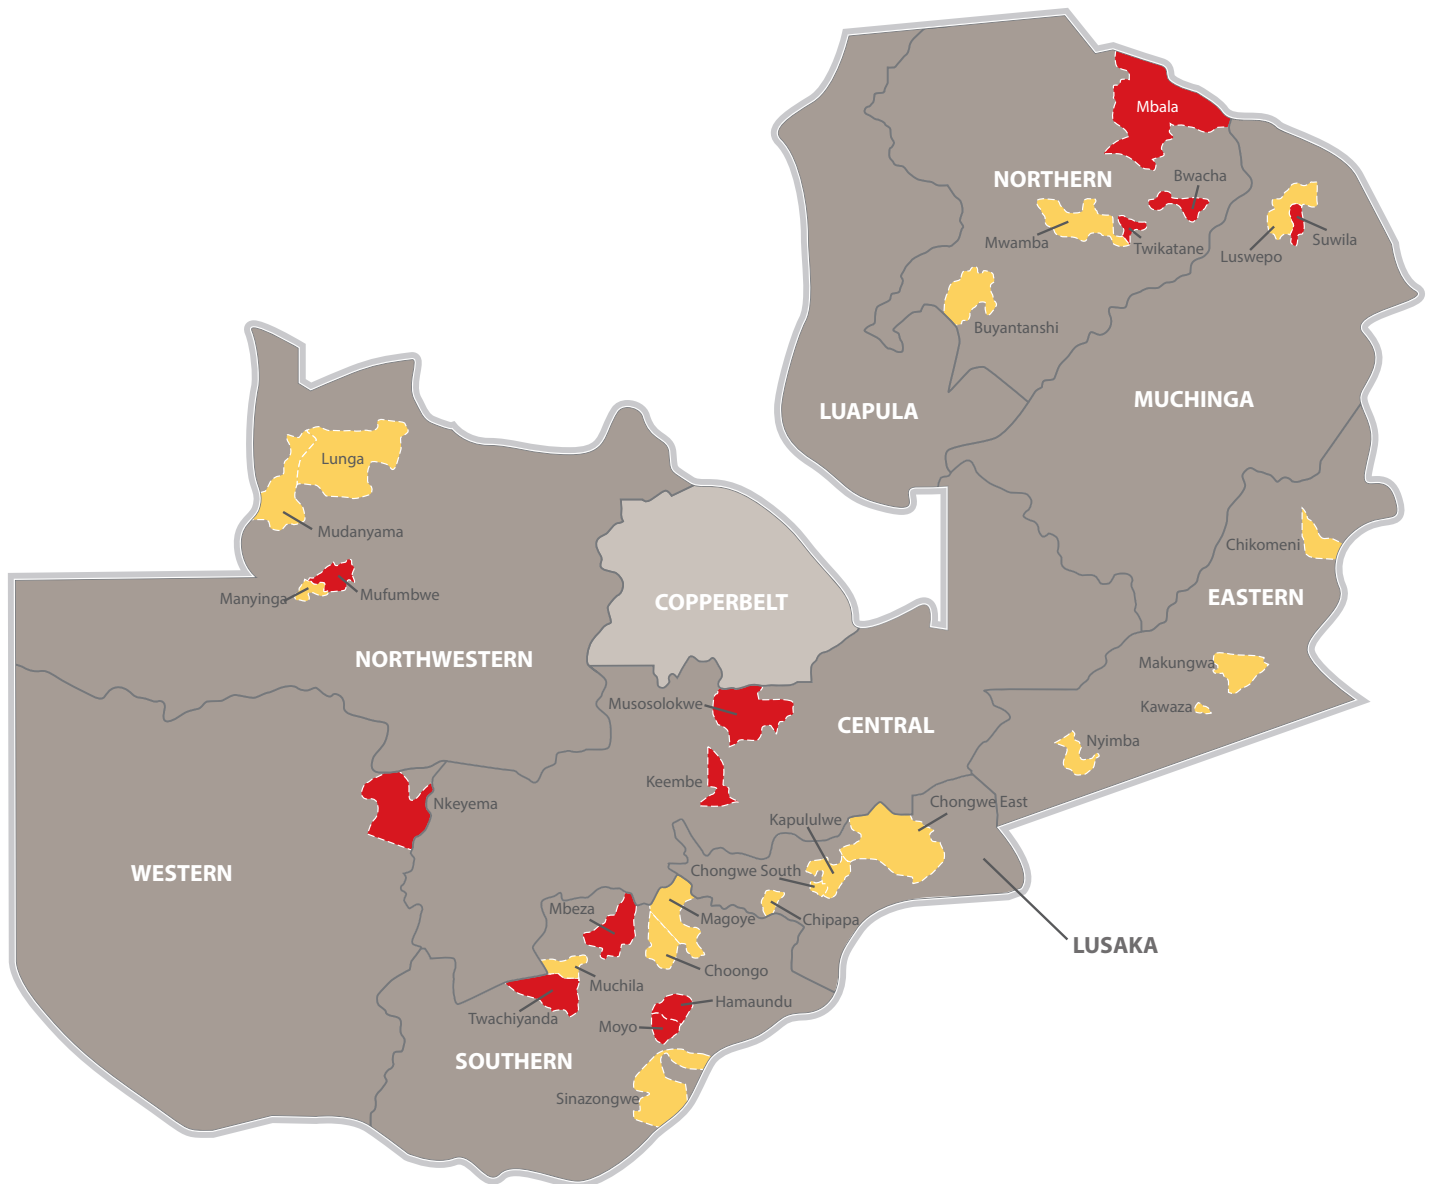 Mbala
NORTHERN
Bwacha
Mwamba
Twikatane
Luswepo
Suwila
Buyantanshi
LUAPULA
MUCHINGA
Lunga
Mudanyama
Manyinga
Mufumbwe
NORTHWESTERN
COPPERBELT
Chikomeni
EASTERN
Makungwa
Kawaza
Nyimba
Musosolokwe
CENTRAL
Keembe
Nkeyema
WESTERN
Chongwe East
Kapululwe
Chongwe South
Chipapa
LUSAKA
Mbeza
Magoye
Choongo
Muchila
Twachiyanda
Hamaundu
Moyo
SOUTHERN
Sinazongwe